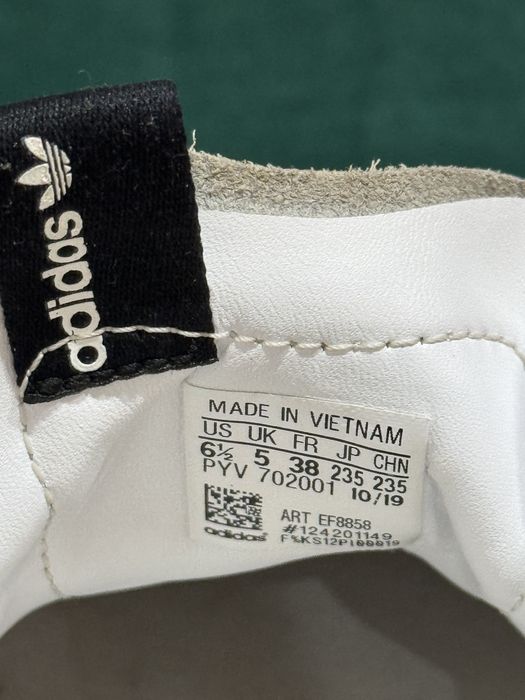 adidas
MADE IN VIETNAM
US UK FR JP CHN
6½ 5 38 235 235
PYV 702001 10/19
ART EF8858
#124201149
adidas